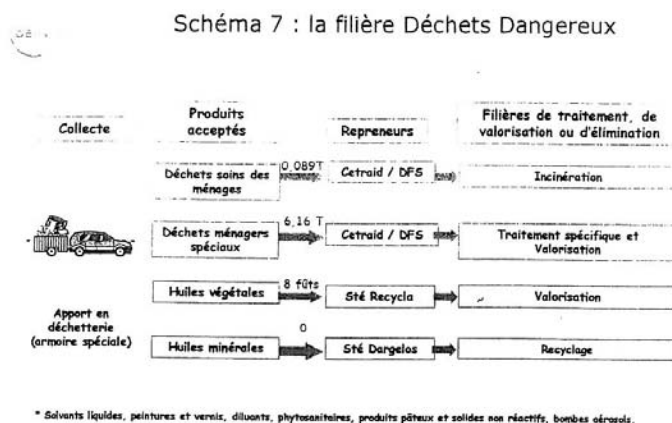 Schéma 7 : la filière Déchets Dangereux
Collecte
Produits
acceptés
Repreneurs
Filières de traitement, de
valorisation ou d'élimination
Déchets soins des
ménages
0,089T
Cetraid / DFS
Incinération
Déchets ménagers
spéciaux
6,16 T
Cetraid / DFS
Traitement spécifique et
Valorisation
Huiles végétales
8 fûts
Sté Recycla
Valorisation
Apport en
déchetterie
(armoire spéciale)
Huiles minérales
0
Sté Dargelos
Recyclage
* Solvants liquides, peintures et vernis, diluants, phytosanitaires, produits pâteux et solides non réactifs, bombes aérosols.